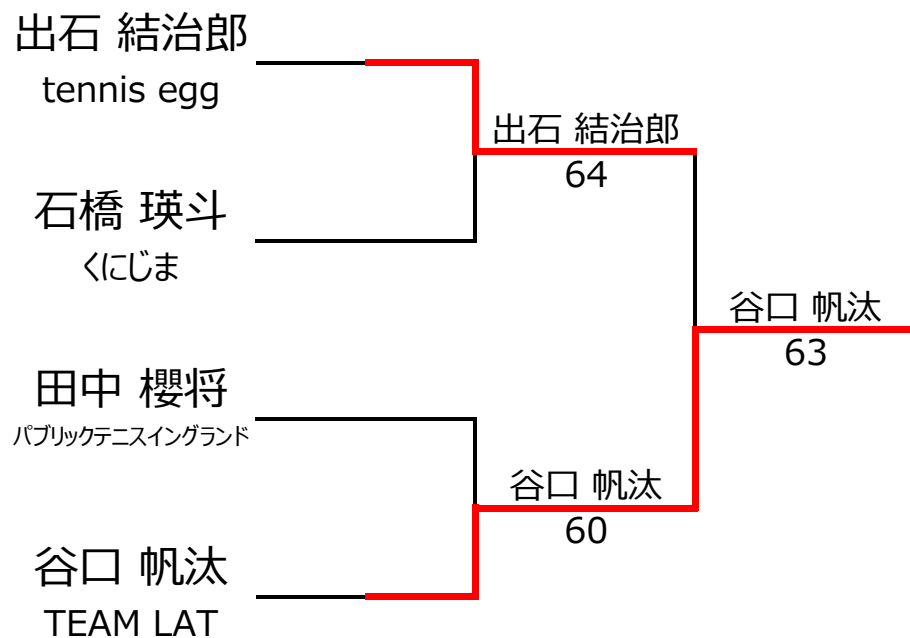 出石 結治郎
tennis egg
石橋 瑛斗
くにじま
田中 櫻将
パブリックテニスイングランド
谷口 帆汰
TEAM LAT
出石 結治郎
64
谷口 帆汰
60
谷口 帆汰
63